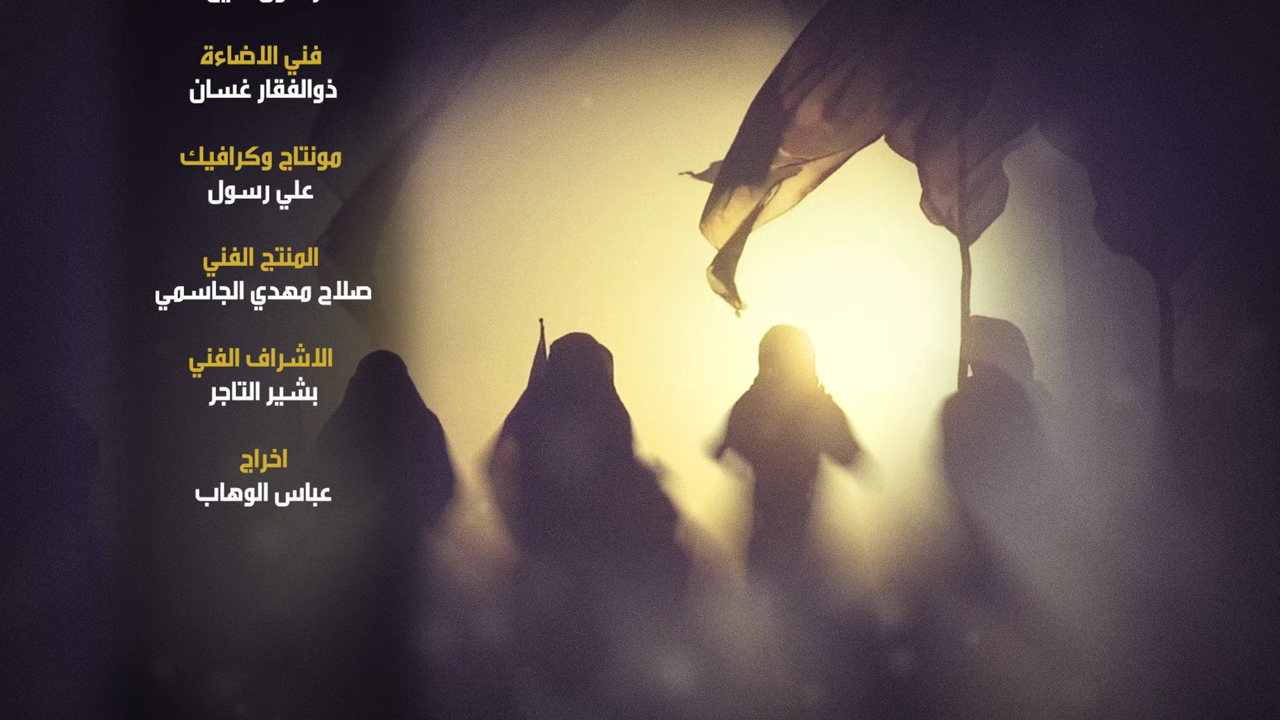 فني الاضاءة
ذوالفقار غسان
مونتاج وكرافيك
علي رسول
المنتج الفني
صلاح مهدي الجاسمي
الاشراف الفني
بشير التاجر
اخراج
عباس الوهاب